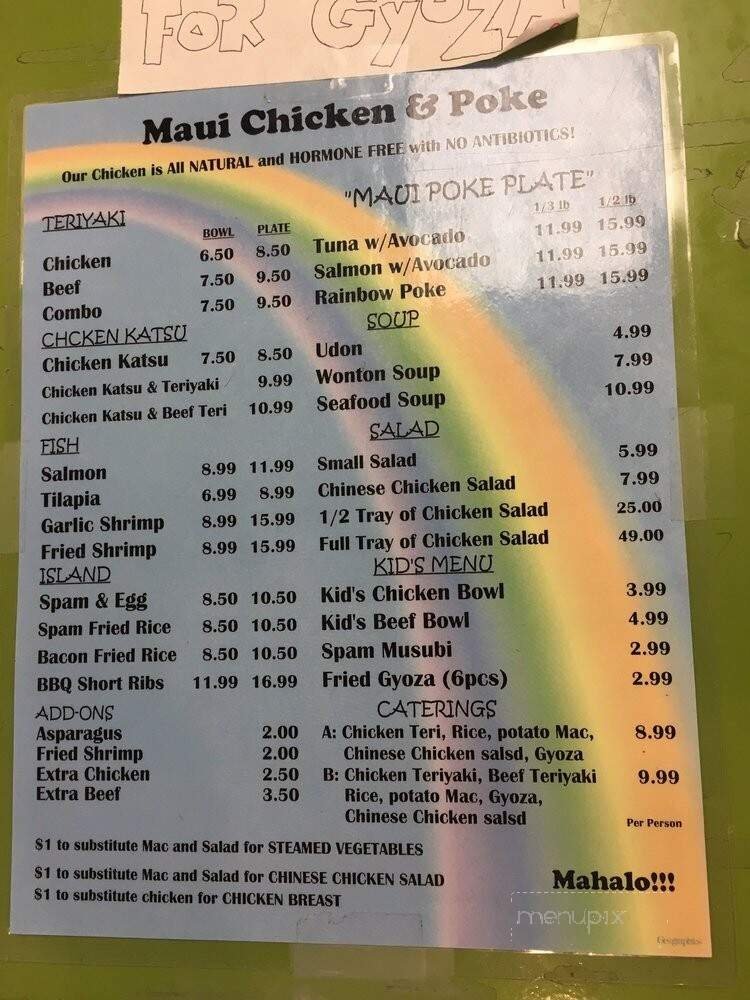 FOR GYOZA
Maui Chicken & Poke
Our Chicken is All NATURAL and HORMONE FREE with NO ANTIBIOTICS!
TERIYAKI
BOWL PLATE
Chicken 6.50 8.50
Beef 7.50 9.50
Combo 7.50 9.50
CHCKEN KATSU
Chicken Katsu 7.50 8.50
Chicken Katsu & Teriyaki 9.99
Chicken Katsu & Beef Teri 10.99
FISH
Salmon 8.99 11.99
Tilapia 6.99 8.99
Garlic Shrimp 8.99 15.99
Fried Shrimp 8.99 15.99
ISLAND
Spam & Egg 8.50 10.50
Spam Fried Rice 8.50 10.50
Bacon Fried Rice 8.50 10.50
BBQ Short Ribs 11.99 16.99
ADD-ONS
Asparagus 2.00
Fried Shrimp 2.00
Extra Chicken 2.50
Extra Beef 3.50
"MAUI POKE PLATE"
1/3 lb 1/2 lb
Tuna w/Avocado 11.99 15.99
Salmon w/Avocado 11.99 15.99
Rainbow Poke 11.99 15.99
SOUP
Udon 4.99
Wonton Soup 7.99
Seafood Soup 10.99
SALAD
Small Salad 5.99
Chinese Chicken Salad 7.99
1/2 Tray of Chicken Salad 25.00
Full Tray of Chicken Salad 49.00
KID'S MENU
Kid's Chicken Bowl 3.99
Kid's Beef Bowl 4.99
Spam Musubi 2.99
Fried Gyoza (6pcs) 2.99
CATERINGS
A: Chicken Teri, Rice, potato Mac, 8.99
Chinese Chicken salsd, Gyoza
B: Chicken Teriyaki, Beef Teriyaki 9.99
Rice, potato Mac, Gyoza,
Chinese Chicken salsd
Per Person
$1 to substitute Mac and Salad for STEAMED VEGETABLES
$1 to substitute Mac and Salad for CHINESE CHICKEN SALAD
$1 to substitute chicken for CHICKEN BREAST
Mahalo!!!
menupix
Geographics